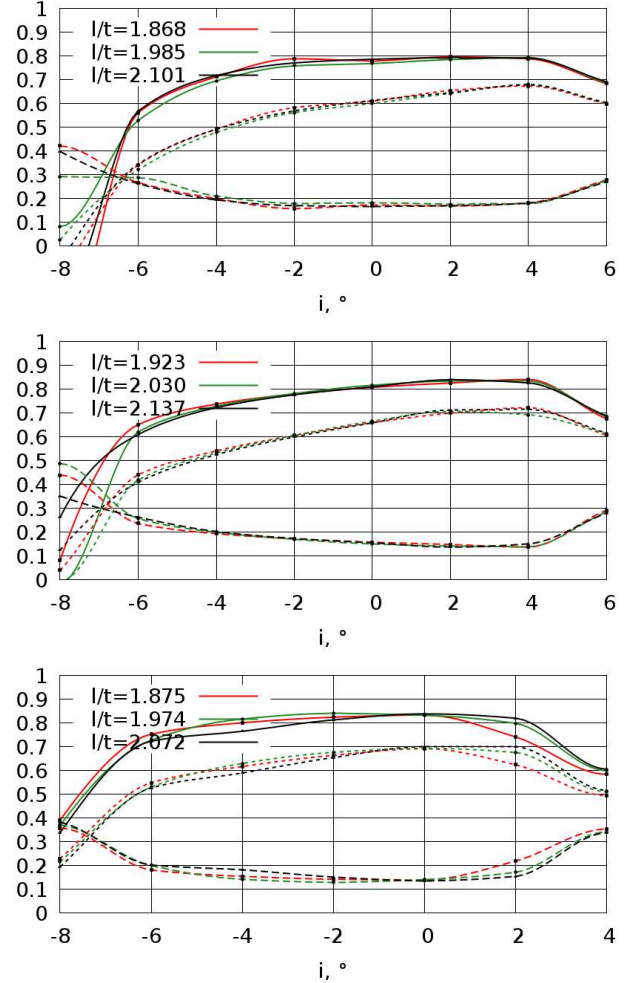 1
0.9
l/t=1.868
0.8
l/t=1.985
0.7
l/t=2.101
0.6
0.5
0.4
0.3
0.2
0.1
0
-8 -6 -4 -2 0 2 4 6
i, °
1
0.9
l/t=1.923
0.8
l/t=2.030
0.7
l/t=2.137
0.6
0.5
0.4
0.3
0.2
0.1
0
-8 -6 -4 -2 0 2 4 6
i, °
1
0.9
l/t=1.875
0.8
l/t=1.974
0.7
l/t=2.072
0.6
0.5
0.4
0.3
0.2
0.1
0
-8 -6 -4 -2 0 2 4
i, °